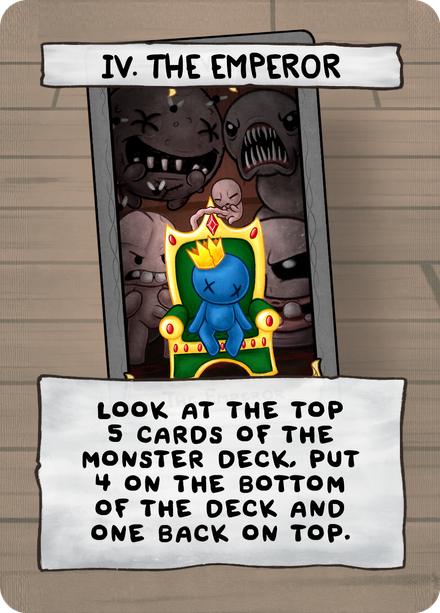 IV. THE EMPEROR
LOOK AT THE TOP
5 CARDS OF THE
MONSTER DECK. PUT
4 ON THE BOTTOM
OF THE DECK AND
ONE BACK ON TOP.